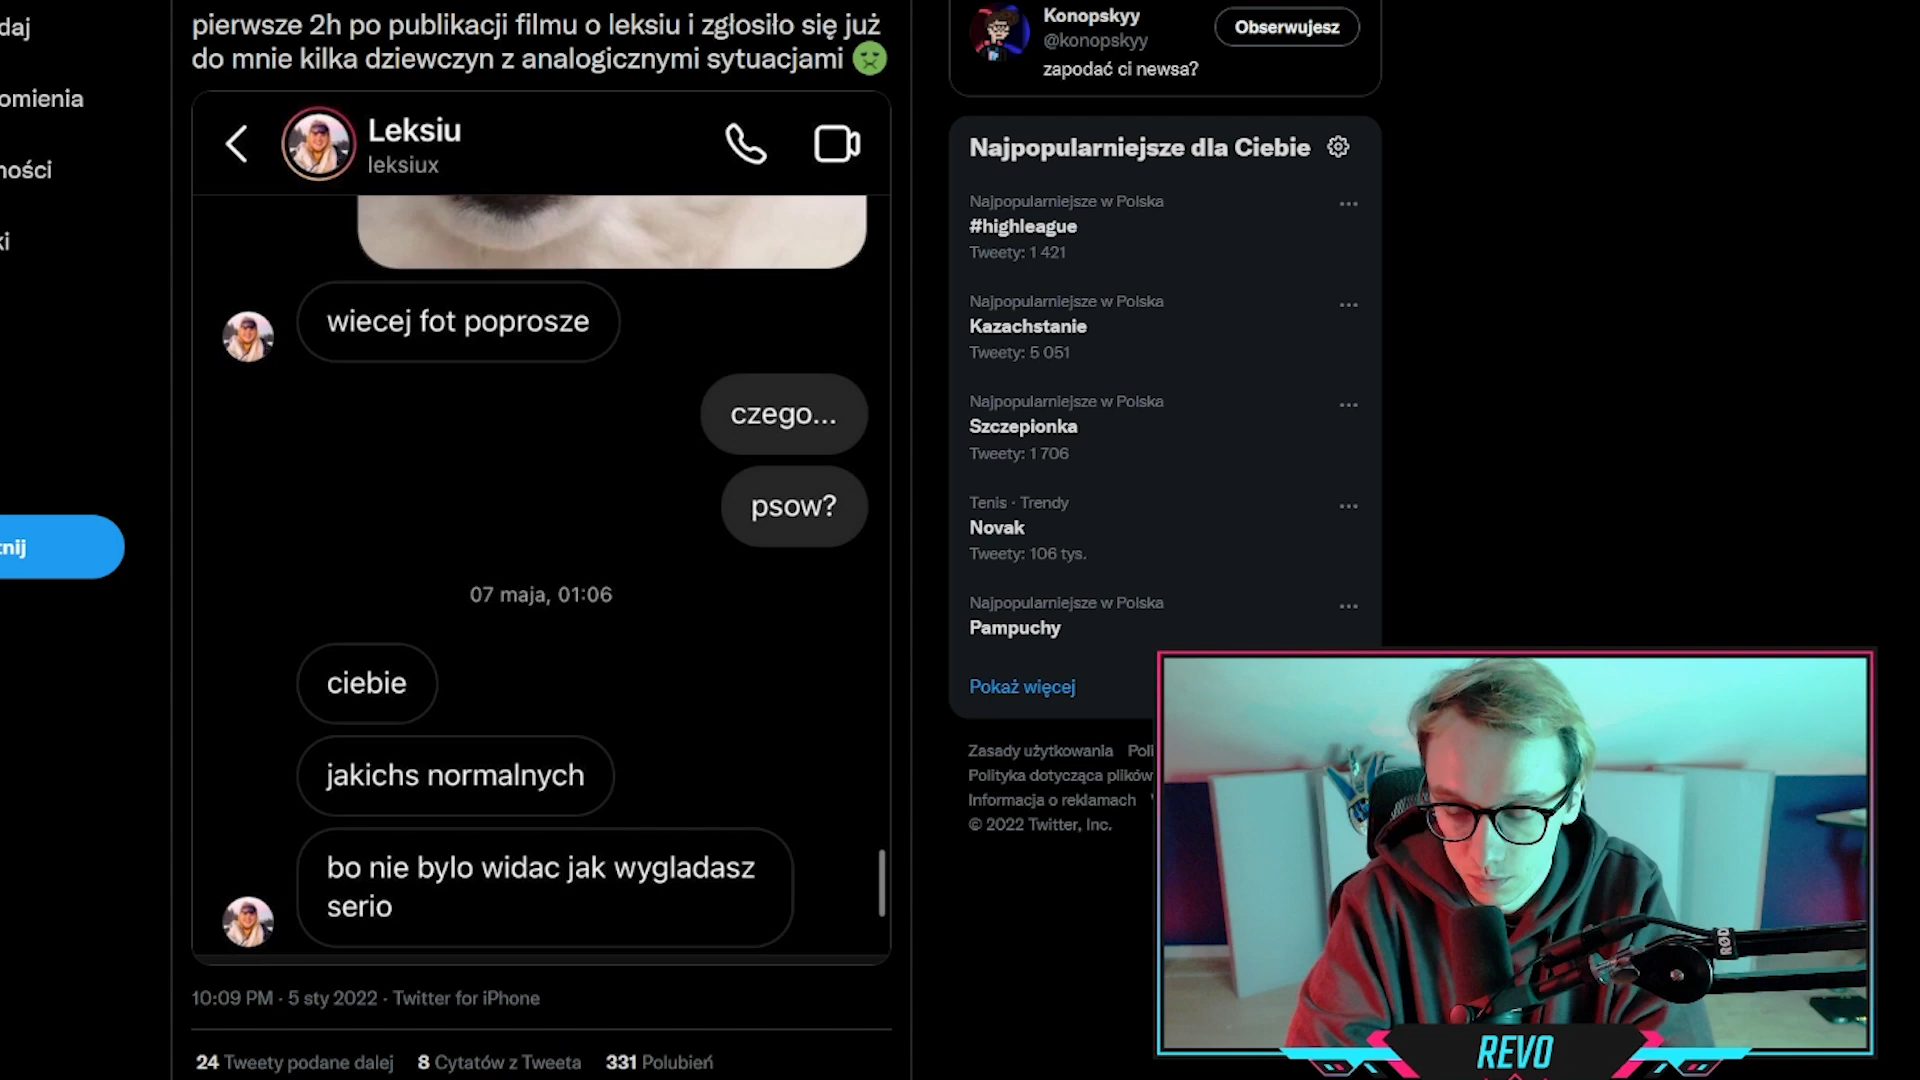 daj
omienia
ności
ki
tnij
pierwsze 2h po publikacji filmu o leksiu i zgłosiło się już
do mnie kilka dziewczyn z analogicznymi sytuacjami
Leksiu
leksiux
wiecej fot poprosze
czego...
psow?
07 maja, 01:06
ciebie
jakichs normalnych
bo nie bylo widac jak wygladasz
serio
10:09 PM · 5 sty 2022 · Twitter for iPhone
24 Tweety podane dalej 8 Cytatów z Tweeta 331 Polubień
Konopskyy
@konopskyy
Obserwujesz
zapodać ci newsa?
Najpopularniejsze dla Ciebie
Najpopularniejsze w Polska
#highleague
Tweety: 1 421
Najpopularniejsze w Polska
Kazachstanie
Tweety: 5 051
Najpopularniejsze w Polska
Szczepionka
Tweety: 1 706
Tenis · Trendy
Novak
Tweety: 106 tys.
Najpopularniejsze w Polska
Pampuchy
Pokaż więcej
Zasady użytkowania Poli
Polityka dotycząca plików
Informacja o reklamach
© 2022 Twitter, Inc.
RØD
REVO